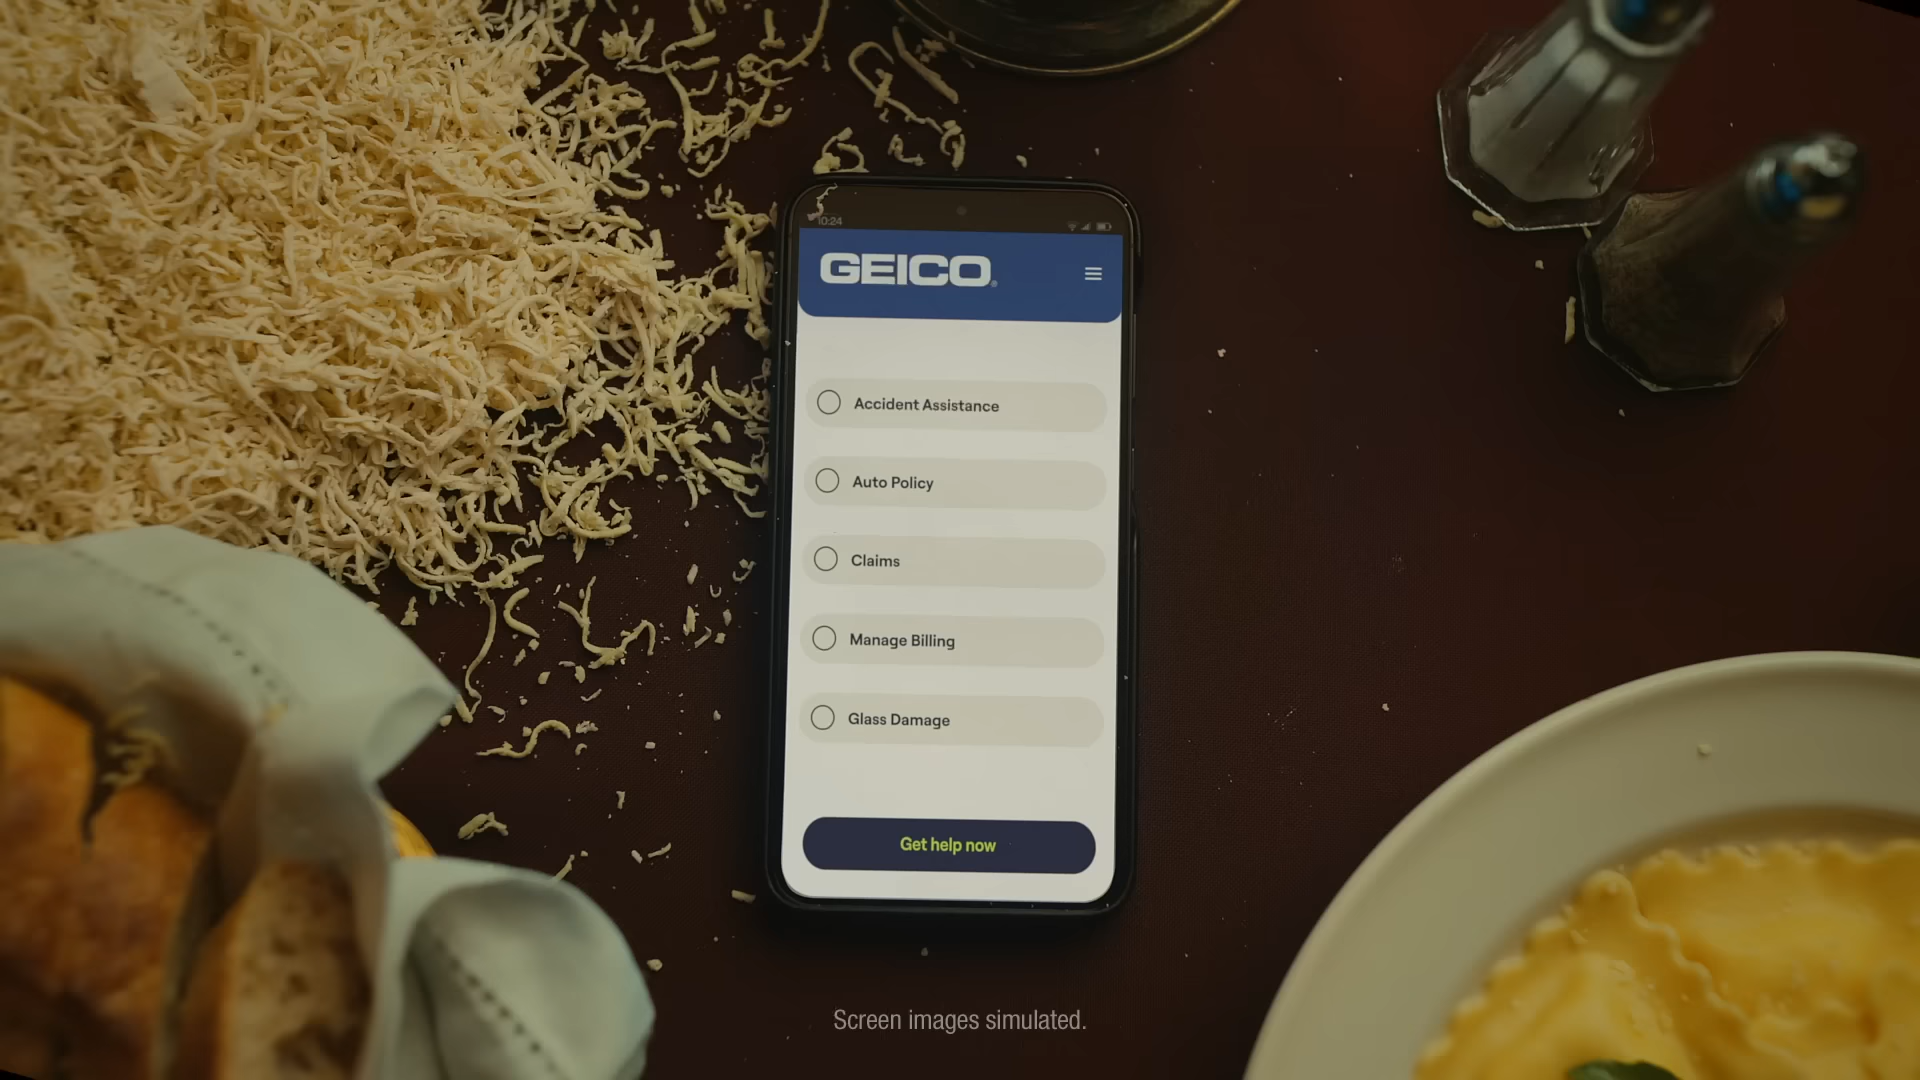 10:24
GEICO®
Accident Assistance
Auto Policy
Claims
Manage Billing
Glass Damage
Get help now
Screen images simulated.